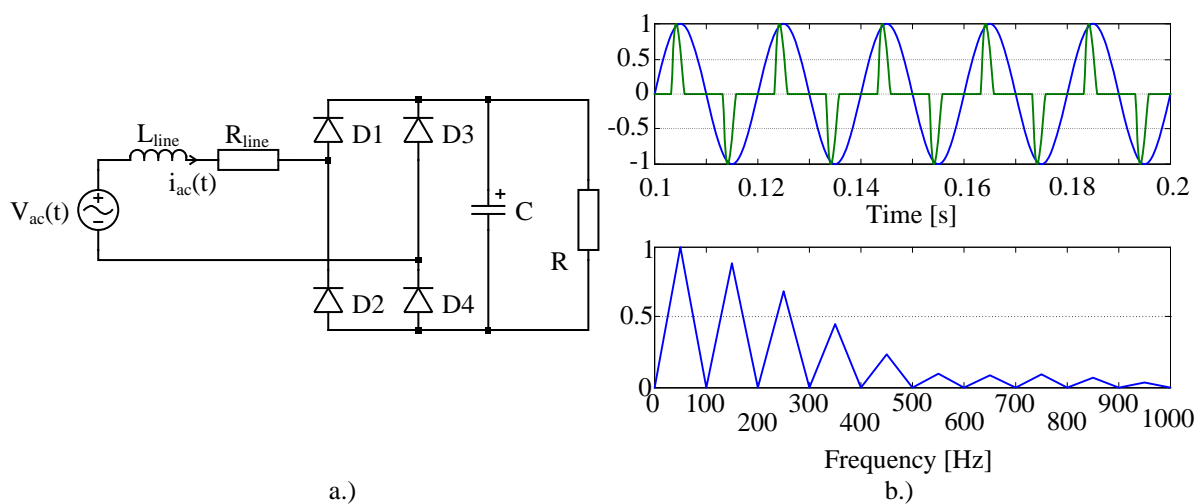 L_line R_line D1 D3
i_ac(t)
V_ac(t)
+
−
+
C
R
D2 D4
a.)
1
0.5
0
-0.5
-1
0.1 0.12 0.14 0.16 0.18 0.2
Time [s]
1
0.5
0
0 100 200 300 400 500 600 700 800 900 1000
Frequency [Hz]
b.)